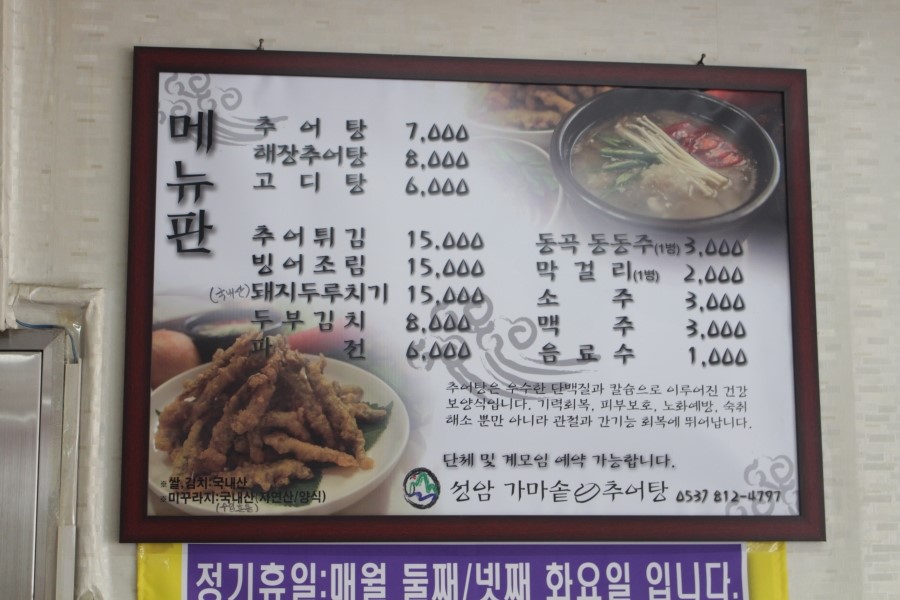 메뉴판
추어탕 7,000
해장추어탕 8,000
고디탕 6,000
추어튀김 15,000
빙어조림 15,000
(국내산)돼지두루치기 15,000
두부김치 8,000
파전 6,000
동곡 동동주(1병) 3,000
막걸리(1병) 2,000
소주 3,000
맥주 3,000
음료수 1,000
추어탕은 우수한 단백질과 칼슘으로 이루어진 건강
보양식입니다. 기력회복, 피부보호, 노화예방, 숙취
해소 뿐만 아니라 관절과 간기능 회복에 뛰어납니다.
단체 및 계모임 예약 가능합니다.
성암 가마솥 추어탕 053) 812-4797
※쌀,김치:국내산
※미꾸라지:국내산(자연산/양식)
정기휴일:매월 둘째/넷째 화요일 입니다.